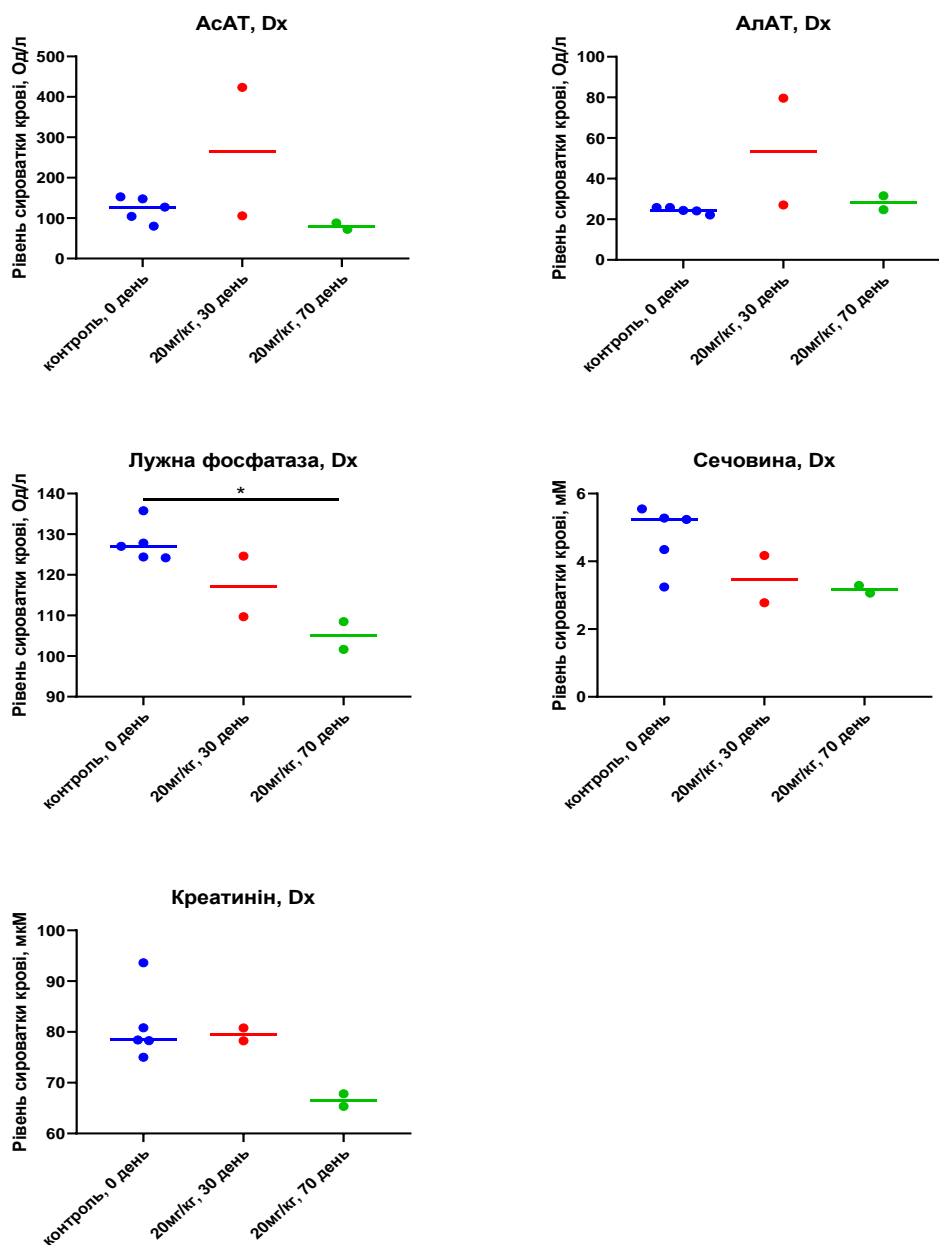 АсАТ, Dx
Рівень сироватки крові, Од/л
500
400
300
200
100
0
контроль, 0 день
20мг/кг, 30 день
20мг/кг, 70 день
АлАТ, Dx
Рівень сироватки крові, Од/л
100
80
60
40
20
0
контроль, 0 день
20мг/кг, 30 день
20мг/кг, 70 день
Лужна фосфатаза, Dx
Рівень сироватки крові, Од/л
140
130
120
110
100
90
*
контроль, 0 день
20мг/кг, 30 день
20мг/кг, 70 день
Сечовина, Dx
Рівень сироватки крові, мМ
6
4
2
0
контроль, 0 день
20мг/кг, 30 день
20мг/кг, 70 день
Креатинін, Dx
Рівень сироватки крові, мкМ
100
90
80
70
60
контроль, 0 день
20мг/кг, 30 день
20мг/кг, 70 день